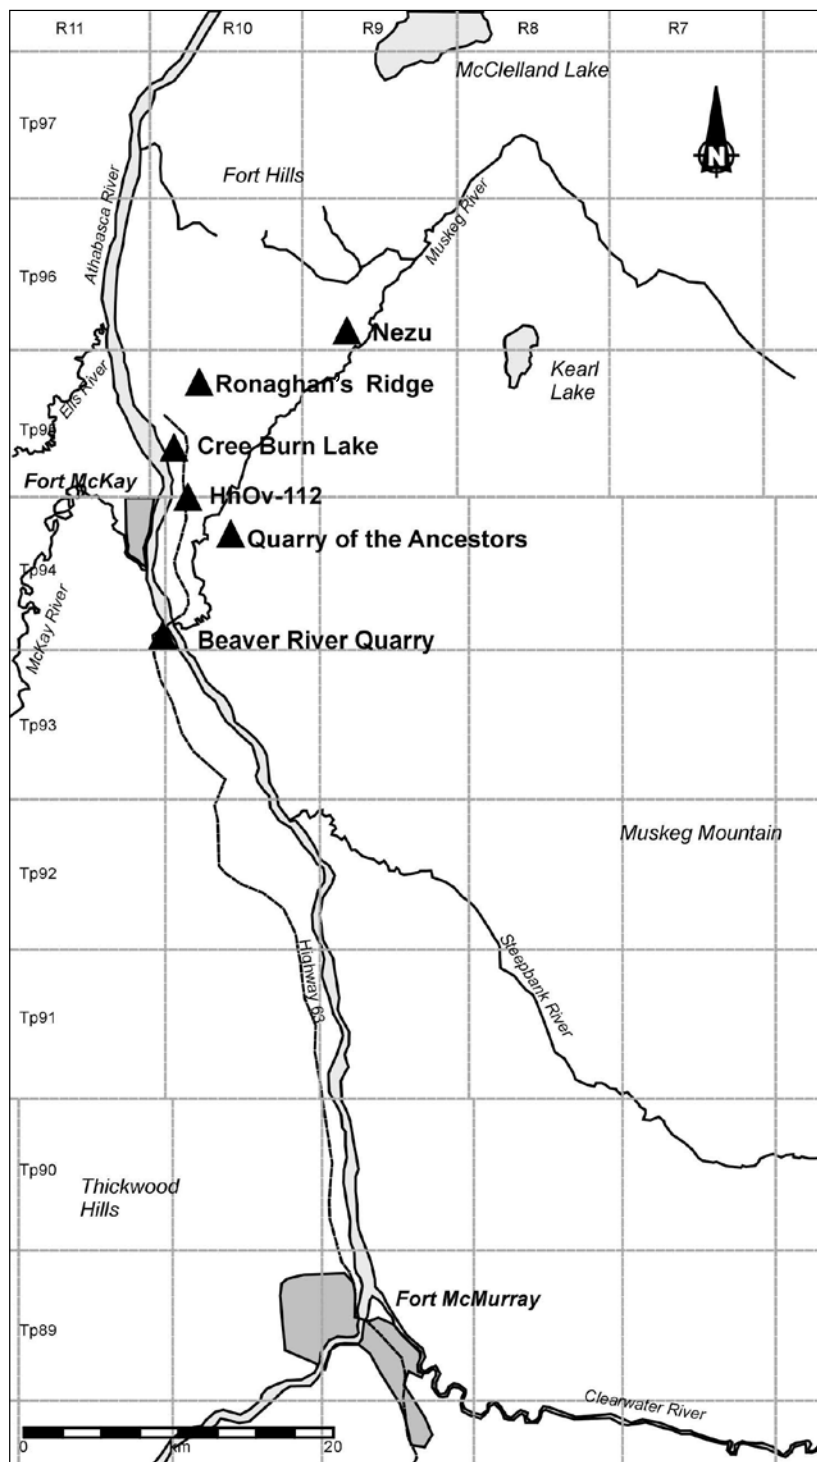 R11 R10 R9 R8 R7
McClelland Lake
Tp97
N
Fort Hills
Athabasca River
Muskeg River
Tp96
Nezu
Kearl
Lake
Ronaghan's Ridge
Ells River
Cree Burn Lake
Fort McKay
HhOv-112
Quarry of the Ancestors
Tp94
McKay River
Beaver River Quarry
Tp93
Muskeg Mountain
Tp92
Steepbank River
Highway 63
Tp91
Tp90
Thickwood
Hills
Fort McMurray
Tp89
Clearwater River
0 km 20